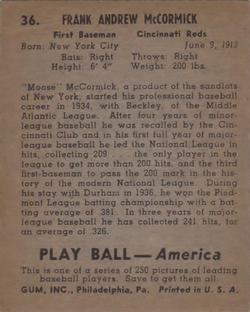 36. FRANK ANDREW McCORMICK
First Baseman Cincinnati Reds
Born: New York City June 9, 1913
Bats: Right Throws: Right
Height: 6' 4" Weight: 200 lbs.
"Moose" McCormick, a product of the sandlots
of New York, started his professional baseball
career in 1934, with Beckley, of the Middle
Atlantic League. After four years of minor-
league baseball he was recalled by the Cin-
cinnati Club and in his first full year of major-
league baseball he led the National League in
hits, collecting 209 . . . the only player in the
league to get more than 200 hits, and the third
first-baseman to pass the 200 mark in the his-
tory of the modern National League. During
his stay with Durham in 1936, he won the Pied-
mont League batting championship with a bat-
ting average of .381. In three years of major-
league baseball he has collected 241 hits, for
an average of .326.
PLAY BALL — America
This is one of a series of 250 pictures of leading
baseball players. Save to get them all.
GUM, INC., Philadelphia, Pa. Printed in U. S. A.